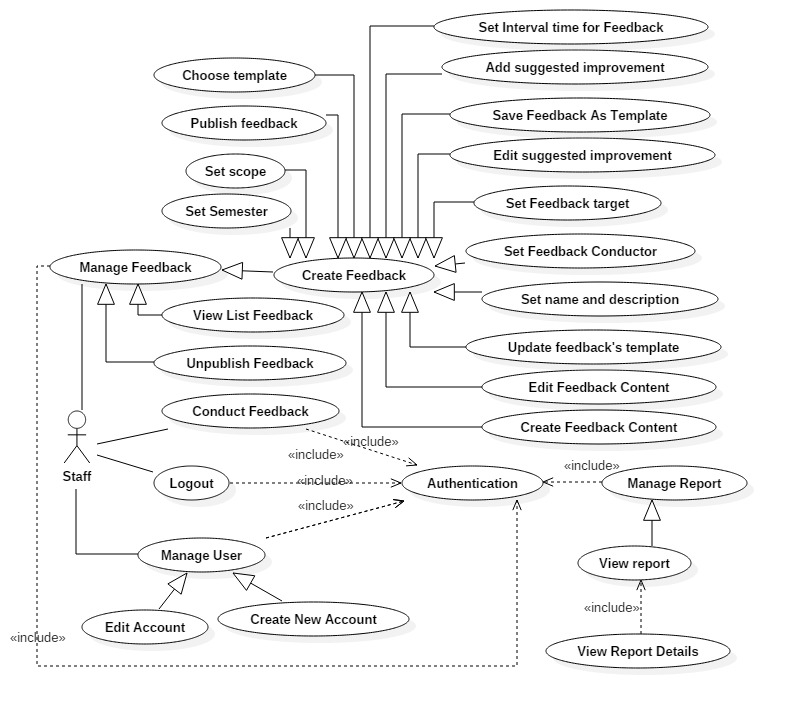 Set Interval time for Feedback
Choose template
Add suggested improvement
Publish feedback
Save Feedback As Template
Edit suggested improvement
Set scope
Set Semester
Set Feedback target
Manage Feedback
Create Feedback
Set Feedback Conductor
View List Feedback
Set name and description
Unpublish Feedback
Update feedback's template
Edit Feedback Content
Conduct Feedback
Create Feedback Content
«include»
«include»
Staff
«include»
Logout
«include»
Authentication
Manage Report
«include»
Manage User
View report
Edit Account
Create New Account
«include»
«include»
View Report Details